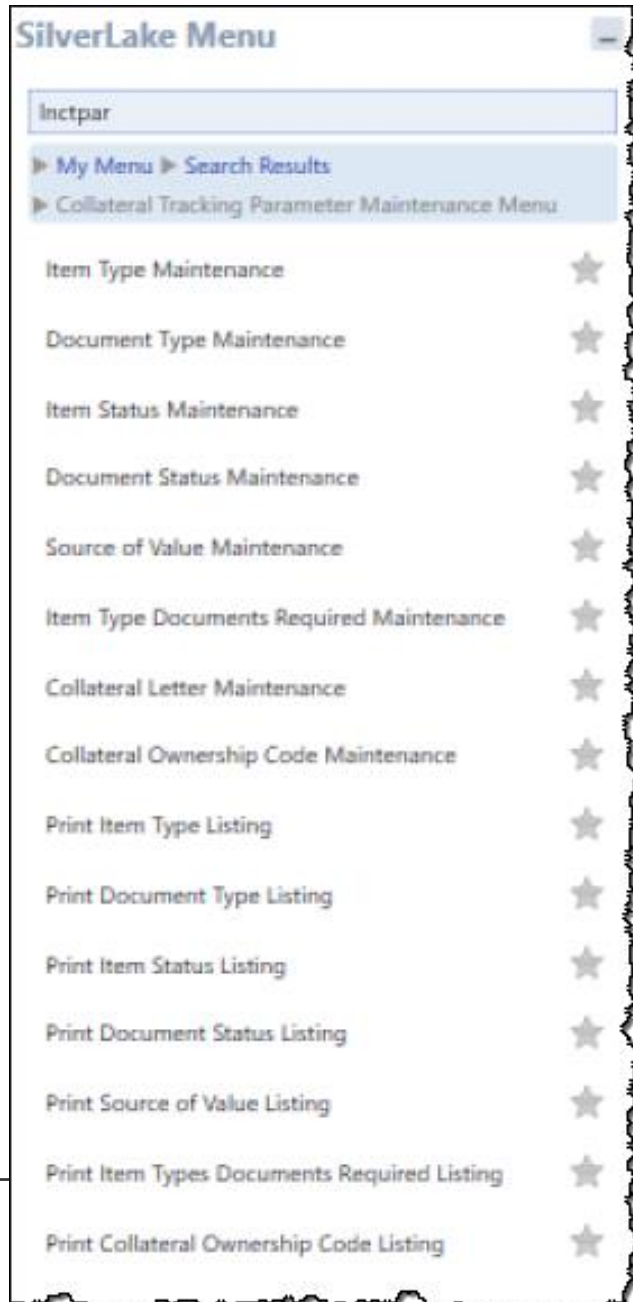 SilverLake Menu
lnctpar
My Menu Search Results
Collateral Tracking Parameter Maintenance Menu
Item Type Maintenance
Document Type Maintenance
Item Status Maintenance
Document Status Maintenance
Source of Value Maintenance
Item Type Documents Required Maintenance
Collateral Letter Maintenance
Collateral Ownership Code Maintenance
Print Item Type Listing
Print Document Type Listing
Print Item Status Listing
Print Document Status Listing
Print Source of Value Listing
Print Item Types Documents Required Listing
Print Collateral Ownership Code Listing